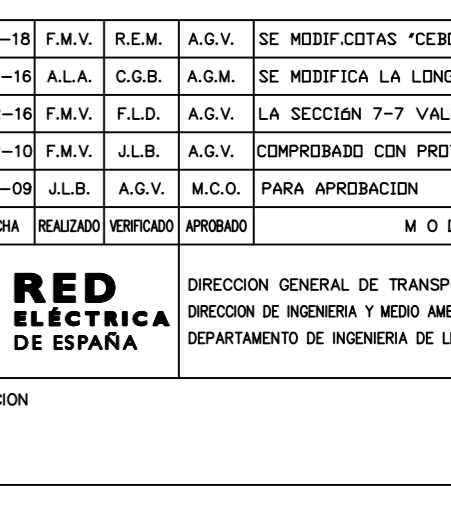 -18 F.M.V. R.E.M. A.G.V. SE MODIF.COTAS "CEB
-16 A.L.A. C.G.B. A.G.M. SE MODIFICA LA LONG
-16 F.M.V. F.L.D. A.G.V. LA SECCIÓN 7-7 VAL
-10 F.M.V. J.L.B. A.G.V. COMPROBADO CON PRO
-09 J.L.B. A.G.V. M.C.O. PARA APROBACION
CHA REALIZADO VERIFICADO APROBADO M O D
RED
ELÉCTRICA
DE ESPAÑA
DIRECCION GENERAL DE TRANSP
DIRECCION DE INGENIERIA Y MEDIO AMB
DEPARTAMENTO DE INGENIERIA DE L
CION